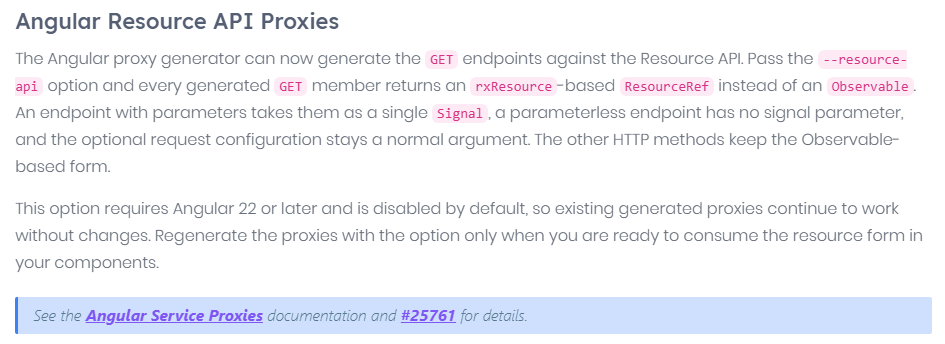 Angular Resource API Proxies
The Angular proxy generator can now generate the GET endpoints against the Resource API. Pass the --resource-
api option and every generated GET member returns an rxResource-based ResourceRef instead of an Observable.
An endpoint with parameters takes them as a single Signal, a parameterless endpoint has no signal parameter,
and the optional request configuration stays a normal argument. The other HTTP methods keep the Observable-
based form.
This option requires Angular 22 or later and is disabled by default, so existing generated proxies continue to work
without changes. Regenerate the proxies with the option only when you are ready to consume the resource form in
your components.
See the Angular Service Proxies documentation and #25761 for details.